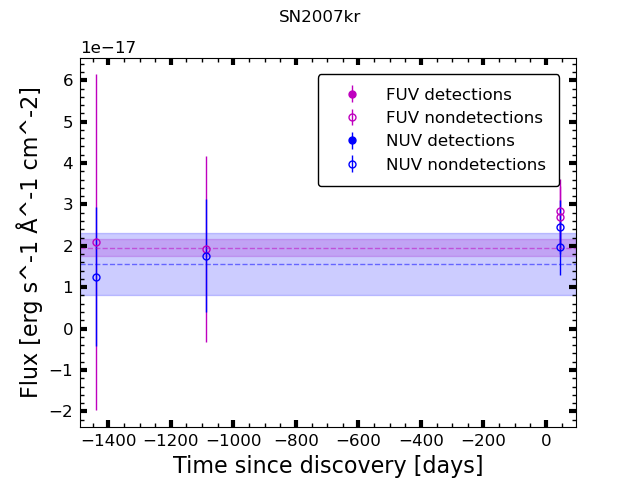 SN2007kr
1e−17
FUV detections
FUV nondetections
NUV detections
NUV nondetections
6
5
4
3
2
1
0
−1
−2
Flux [erg s^-1 Å^-1 cm^-2]
−1400 −1200 −1000 −800 −600 −400 −200 0
Time since discovery [days]